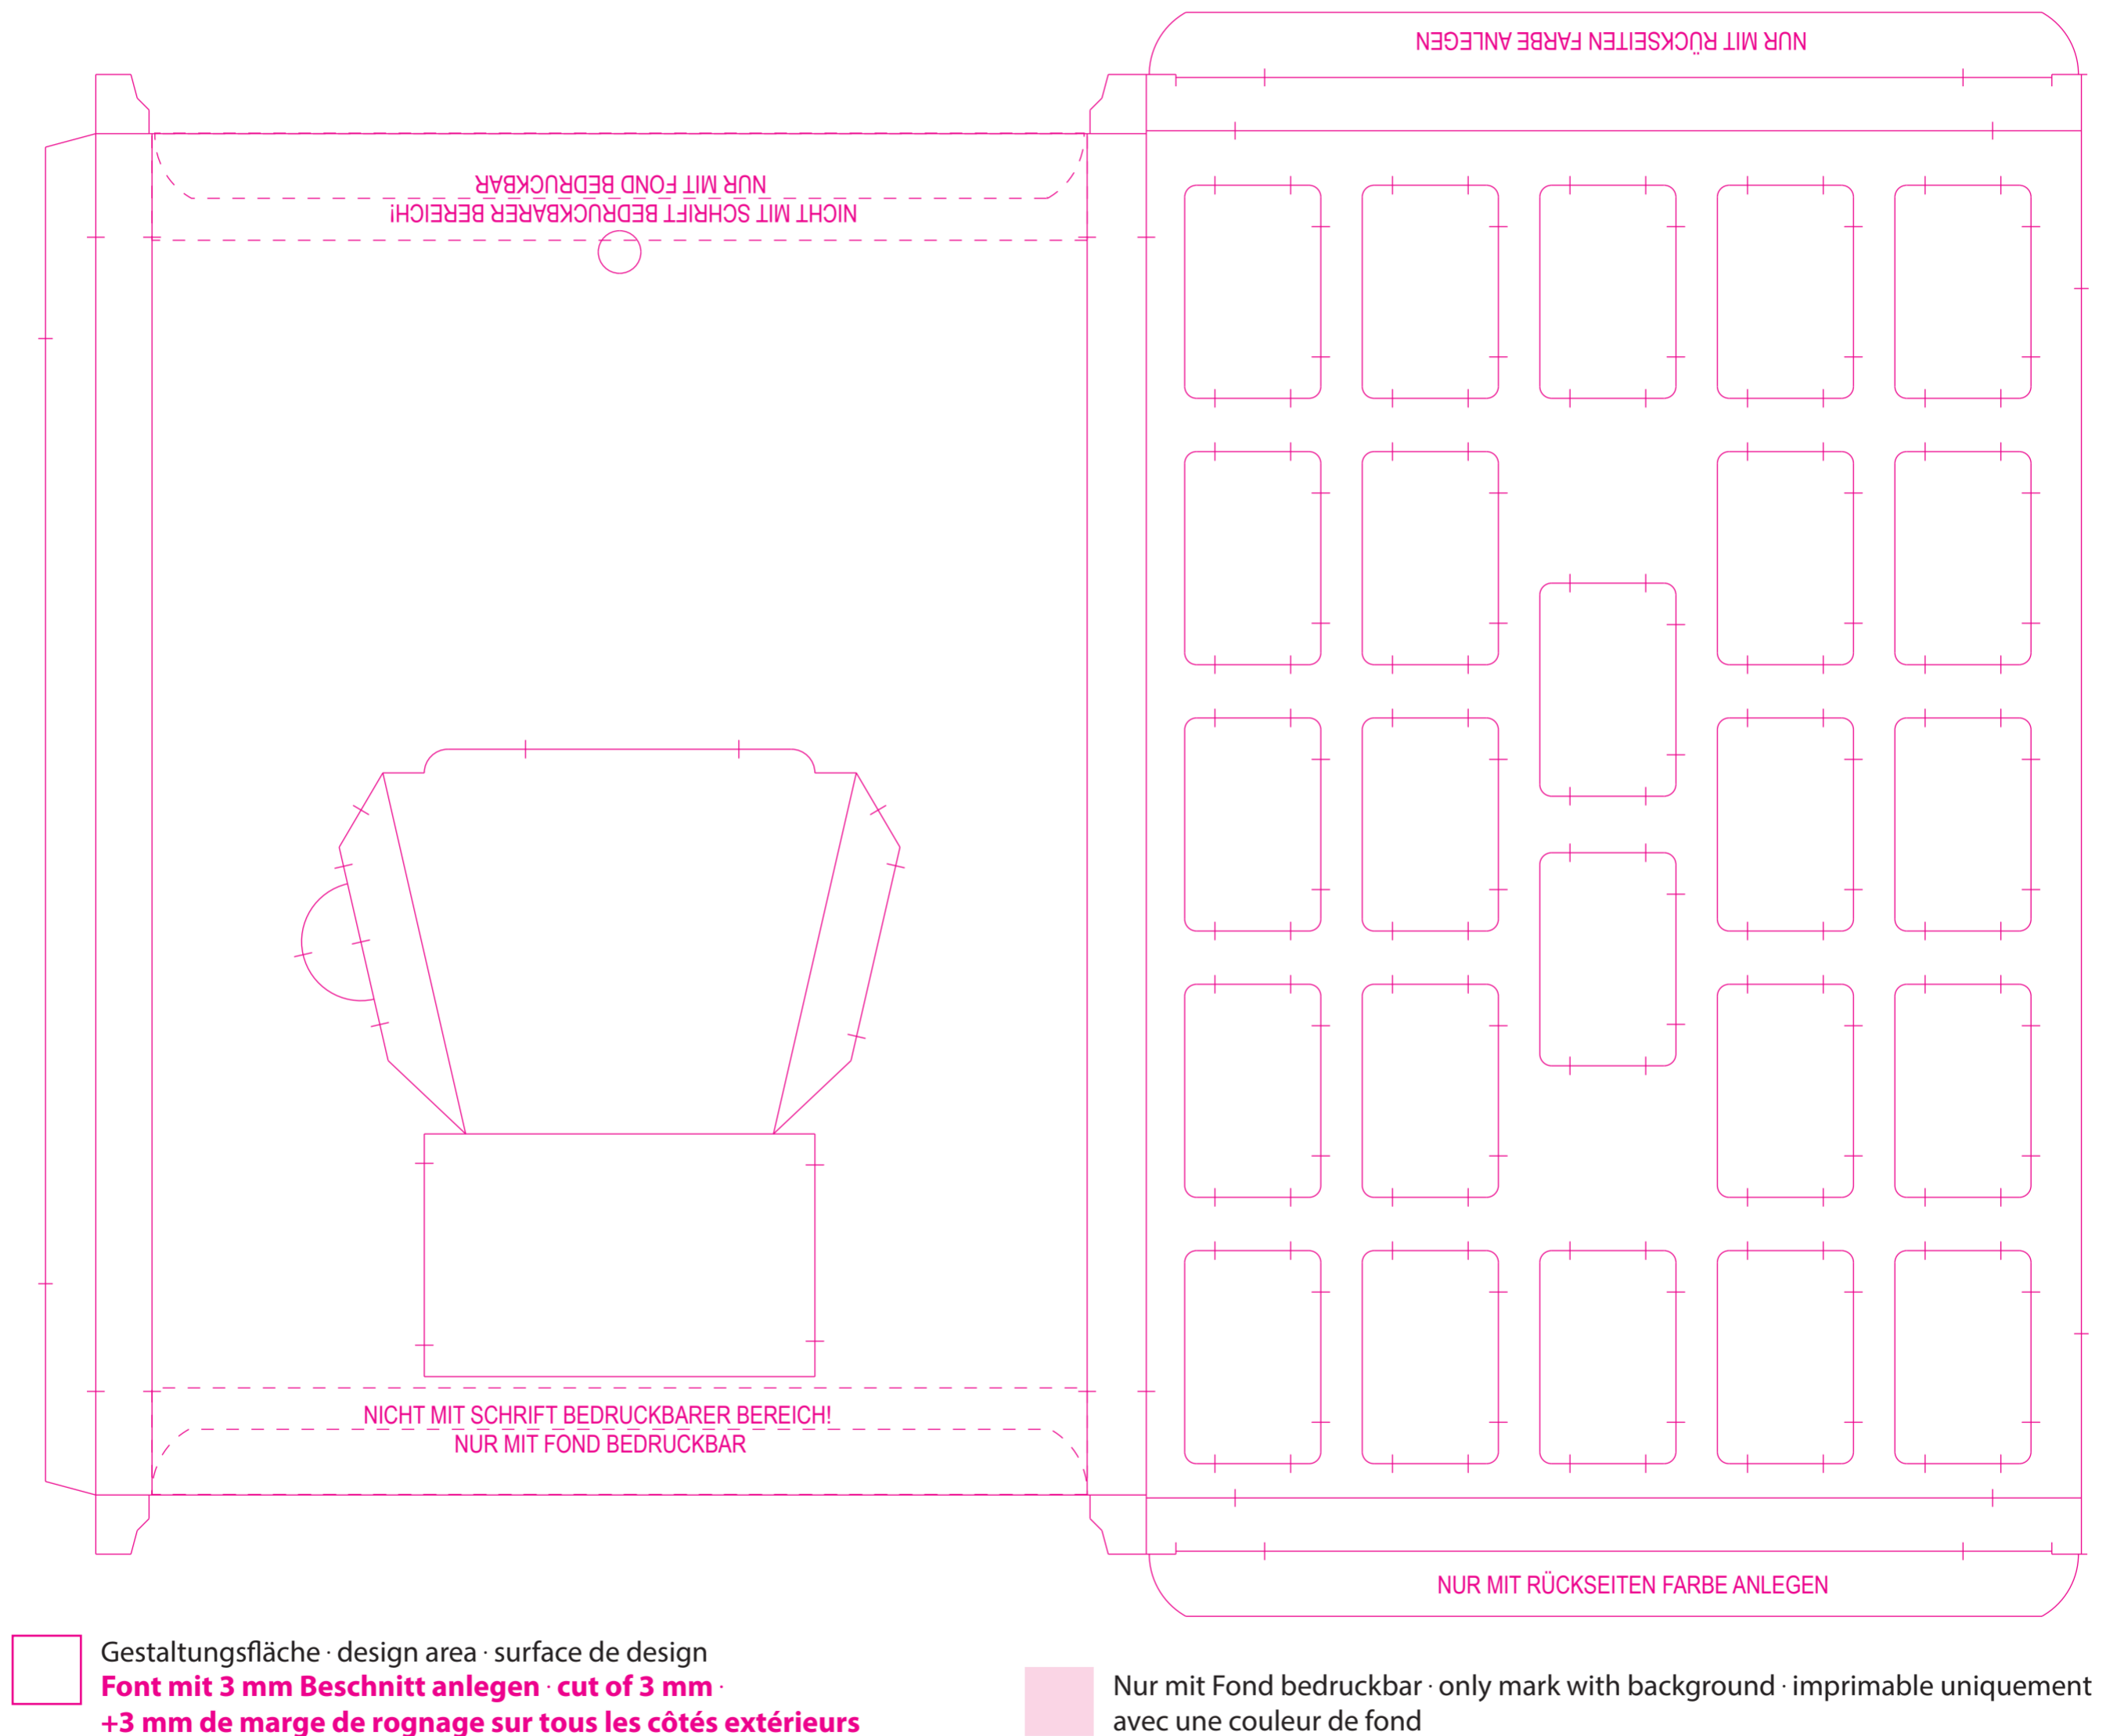 NUR MIT RÜCKSEITEN FARBE ANLEGEN
NUR MIT FOND BEDRUCKBAR
NICHT MIT SCHRIFT BEDRUCKBARER BEREICH!
NICHT MIT SCHRIFT BEDRUCKBARER BEREICH!
NUR MIT FOND BEDRUCKBAR
NUR MIT RÜCKSEITEN FARBE ANLEGEN
Gestaltungsfläche · design area · surface de design
Font mit 3 mm Beschnitt anlegen · cut of 3 mm ·
+3 mm de marge de rognage sur tous les côtés extérieurs
Nur mit Fond bedruckbar · only mark with background · imprimable uniquement
avec une couleur de fond